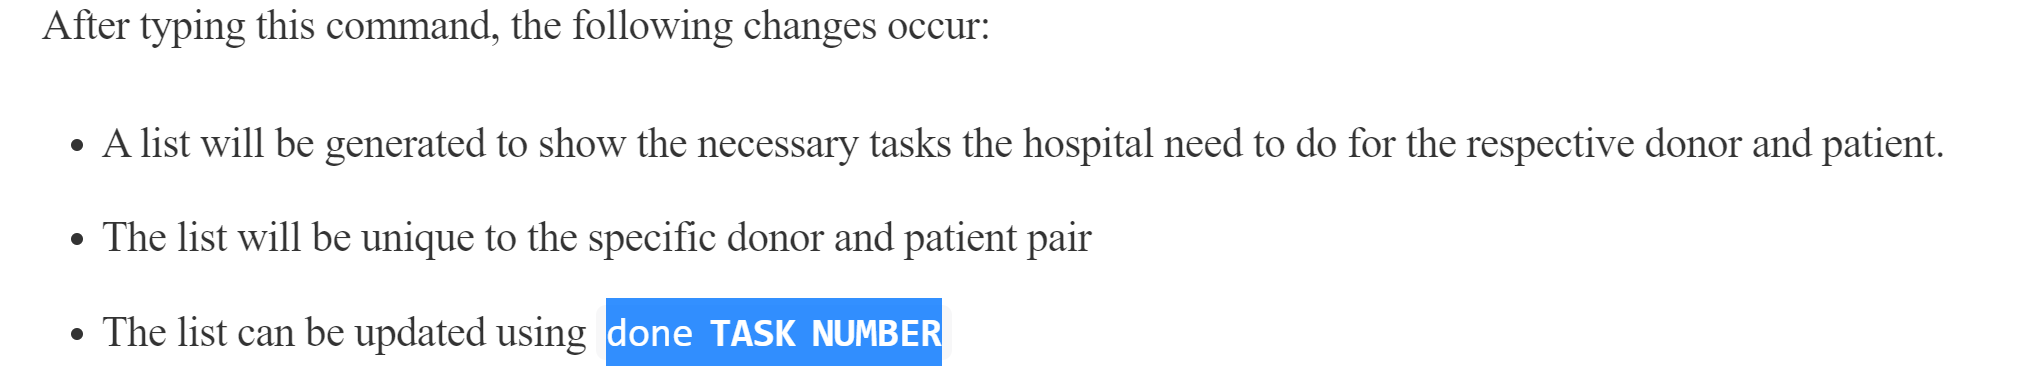 After typing this command, the following changes occur:
• A list will be generated to show the necessary tasks the hospital need to do for the respective donor and patient.
• The list will be unique to the specific donor and patient pair
• The list can be updated using done TASK NUMBER